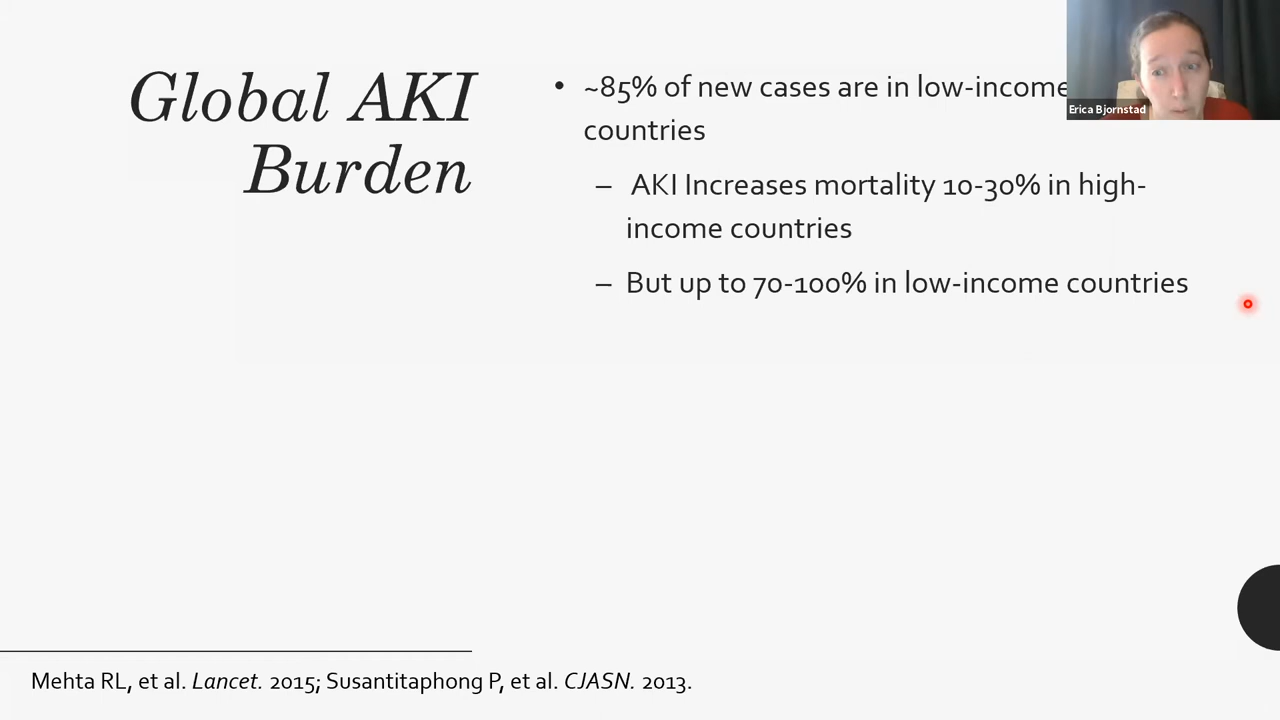 Global AKI
Burden
• ~85% of new cases are in low-income
countries
– AKI Increases mortality 10-30% in high-
income countries
– But up to 70-100% in low-income countries
Erica Bjornstad
Mehta RL, et al. Lancet. 2015; Susantitaphong P, et al. CJASN. 2013.